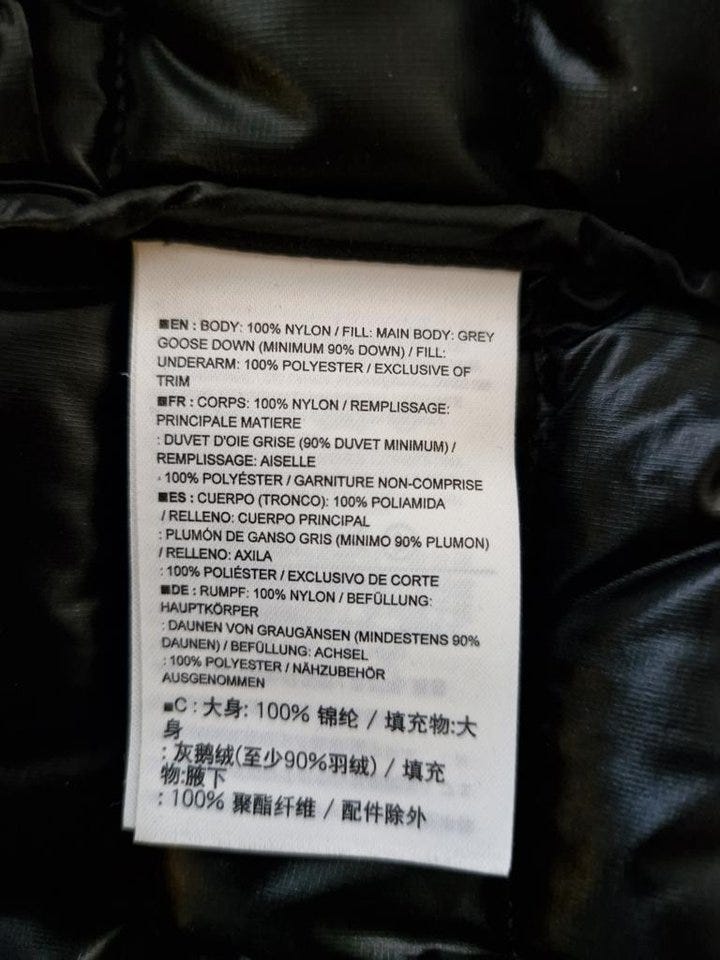 ■EN : BODY: 100% NYLON / FILL: MAIN BODY: GREY
GOOSE DOWN (MINIMUM 90% DOWN) / FILL:
UNDERARM: 100% POLYESTER / EXCLUSIVE OF
TRIM
■FR : CORPS: 100% NYLON / REMPLISSAGE:
PRINCIPALE MATIERE
: DUVET D'OIE GRISE (90% DUVET MINIMUM) /
REMPLISSAGE: AISELLE
: 100% POLYÉSTER / GARNITURE NON-COMPRISE
■ES : CUERPO (TRONCO): 100% POLIAMIDA
/ RELLENO: CUERPO PRINCIPAL
: PLUMÓN DE GANSO GRIS (MINIMO 90% PLUMON)
/ RELLENO: AXILA
: 100% POLIÉSTER / EXCLUSIVO DE CORTE
■DE : RUMPF: 100% NYLON / BEFÜLLUNG:
HAUPTKÖRPER
: DAUNEN VON GRAUGÄNSEN (MINDESTENS 90%
DAUNEN) / BEFÜLLUNG: ACHSEL
: 100% POLYESTER / NÄHZUBEHÖR
AUSGENOMMEN
■C : 大身: 100% 锦纶 / 填充物:大
身
: 灰鹅绒(至少90%羽绒) / 填充
物:腋下
: 100% 聚酯纤维 / 配件除外